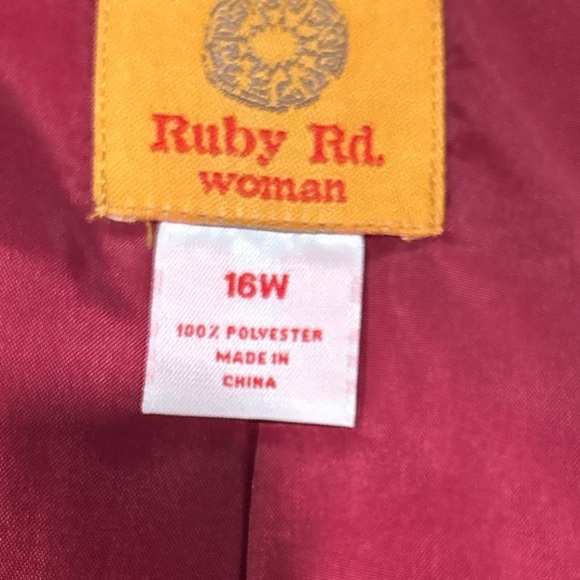 Ruby Rd.
woman
16W
100% POLYESTER
MADE IN
CHINA